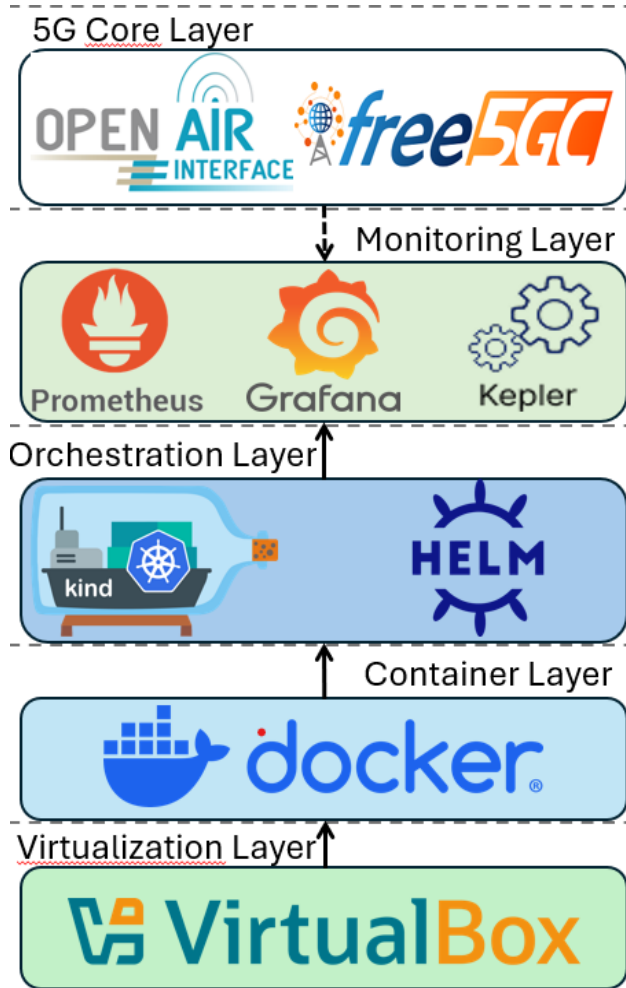 5G Core Layer
OPEN AIR
INTERFACE
free5GC
Monitoring Layer
Prometheus
Grafana
Kepler
Orchestration Layer
kind
HELM
Container Layer
docker®
Virtualization Layer
VirtualBox